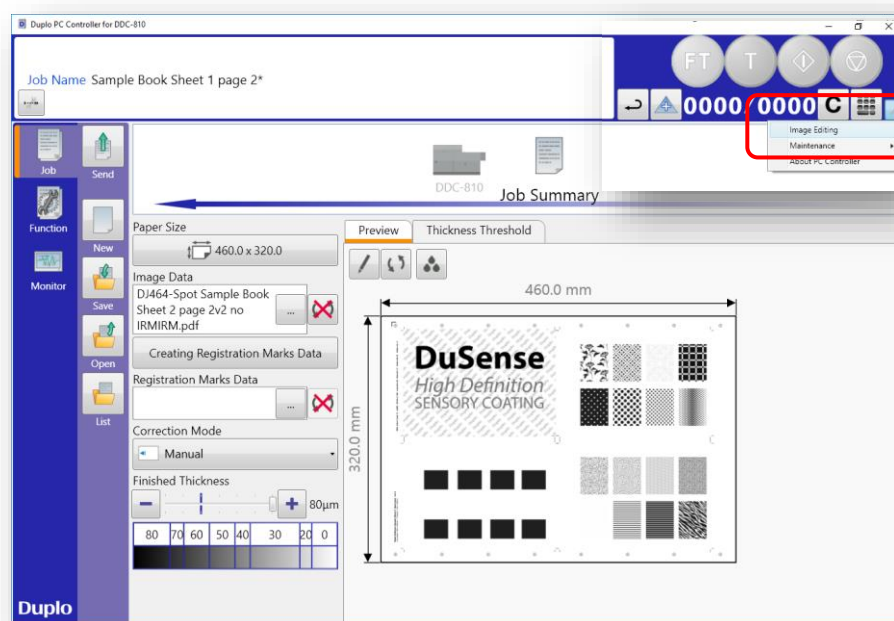 Duplo PC Controller for DDC-810
Job Name Sample Book Sheet 1 page 2*
FT T
0000/0000 C
Image Editing
Maintenance
About PC Controller
Job
Function
Monitor
Send
New
Save
Open
List
DDC-810
Job Summary
Paper Size
460.0 x 320.0
Image Data
DJ464-Spot Sample Book
Sheet 2 page 2v2 no
IRMIRM.pdf
...
Creating Registration Marks Data
Registration Marks Data
...
Correction Mode
Manual
Finished Thickness
80µm
80 70 60 50 40 30 20 0
Preview Thickness Threshold
460.0 mm
320.0 mm
DuSense
High Definition
SENSORY COATING
Duplo